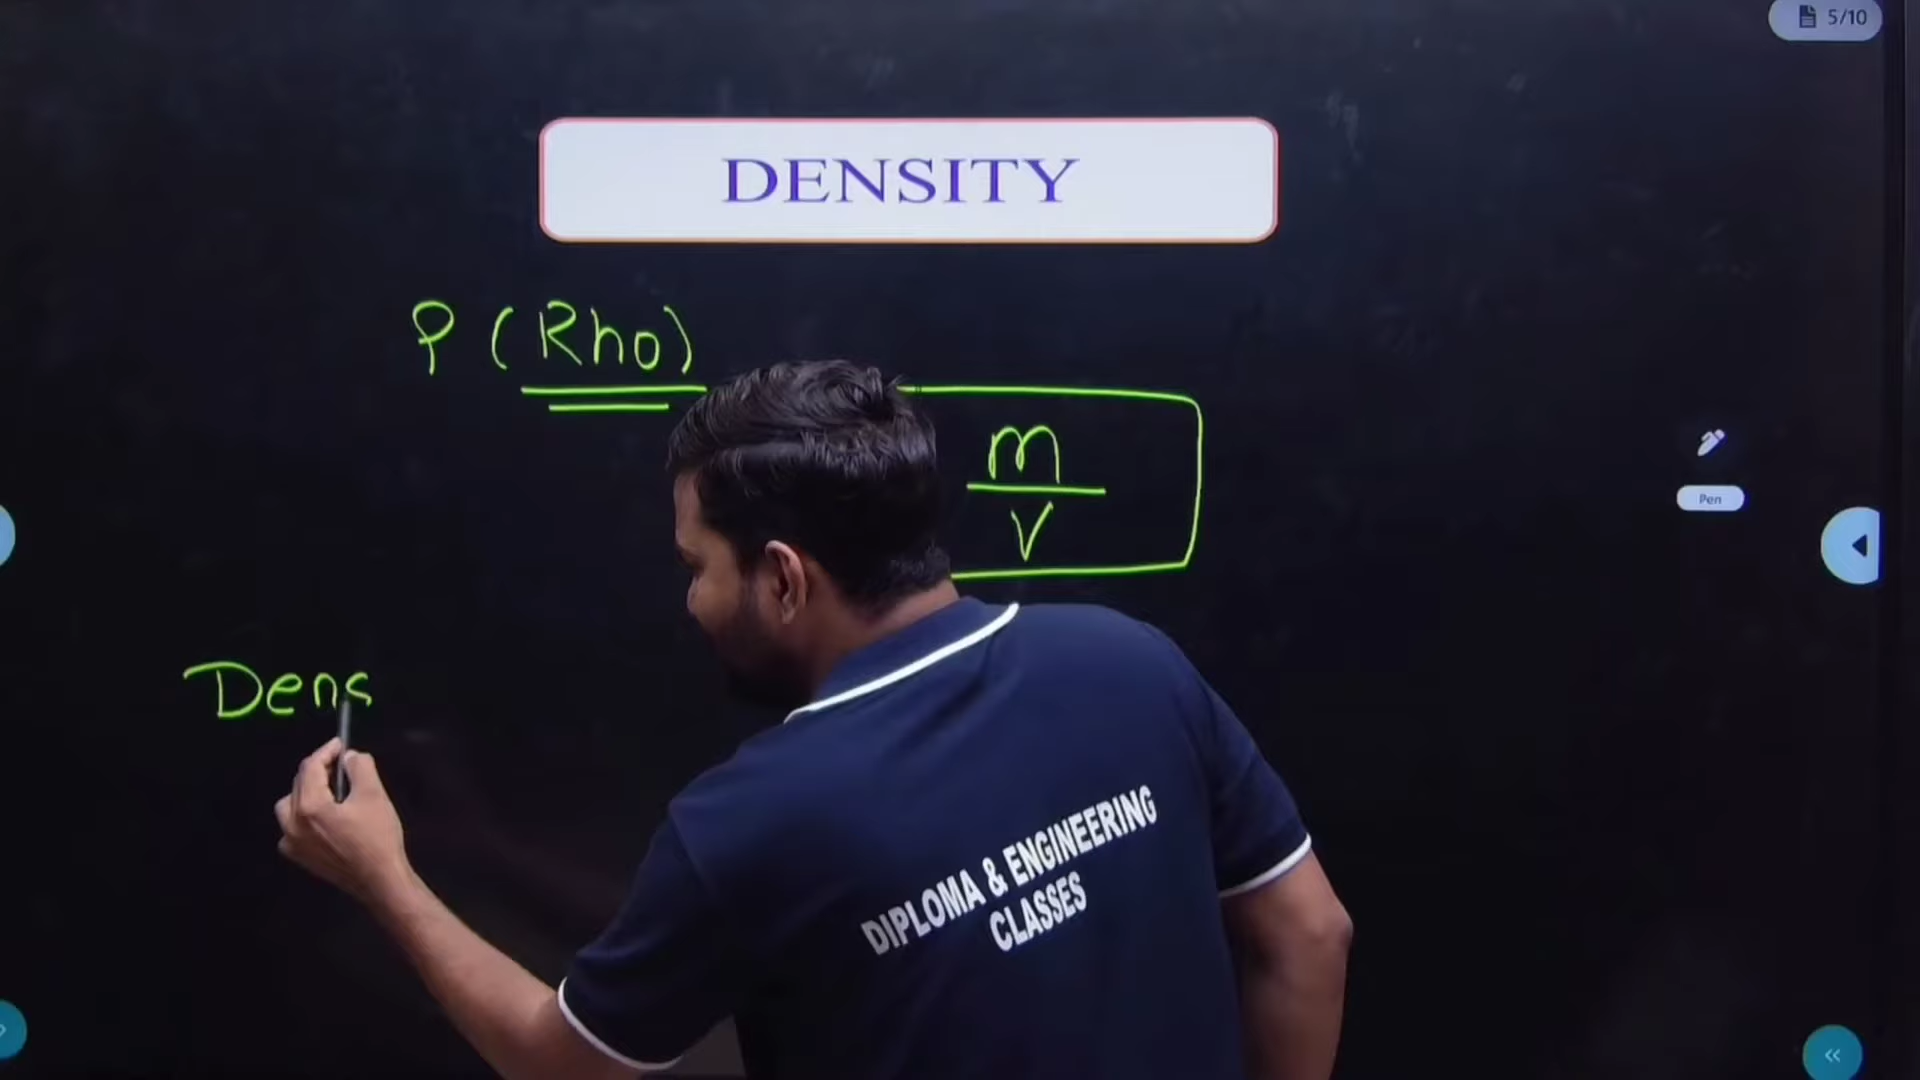 5/10
DENSITY
ρ (Rho)
m
V
Pen
Dens
DIPLOMA & ENGINEERING
CLASSES